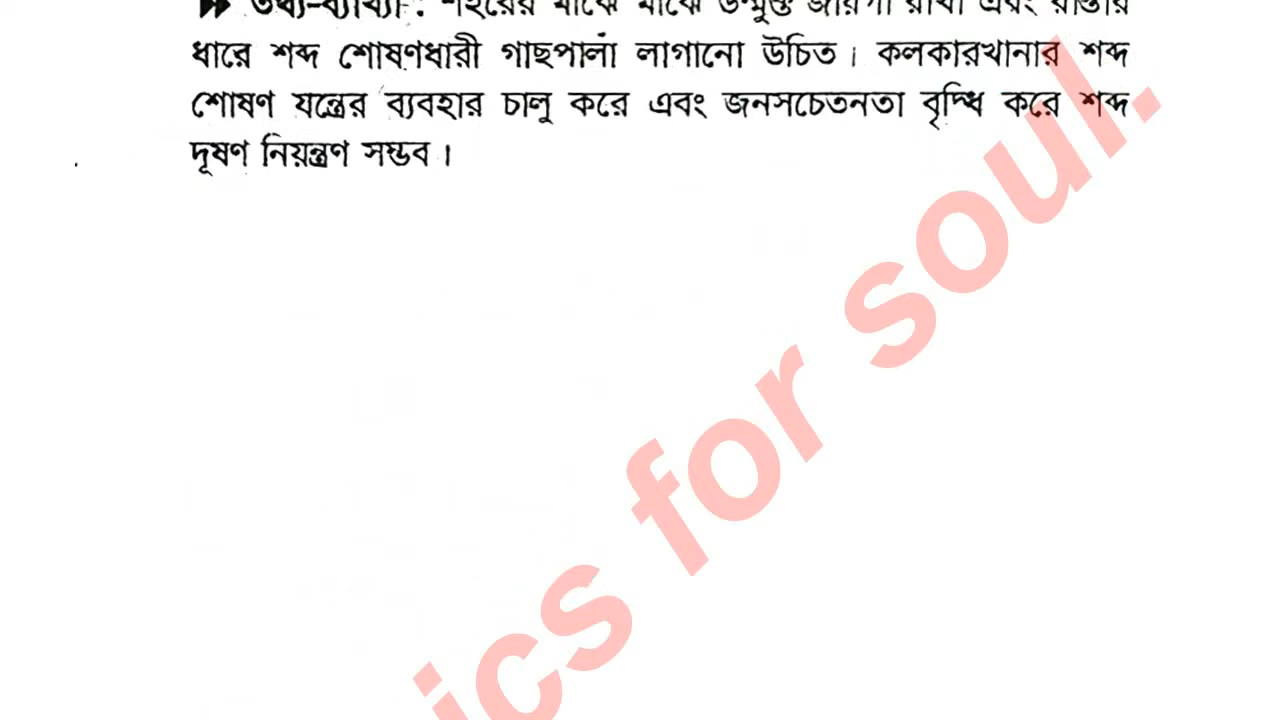 ▶▶ তথ্য-ব্যাখ্যা : শহরের মাঝে মাঝে উন্মুক্ত জায়গা রাখা এবং রাস্তার
ধারে শব্দ শোষণধারী গাছপালা লাগানো উচিত। কলকারখানার শব্দ
শোষণ যন্ত্রের ব্যবহার চালু করে এবং জনসচেতনতা বৃদ্ধি করে শব্দ
দূষণ নিয়ন্ত্রণ সম্ভব।
ics for soul.